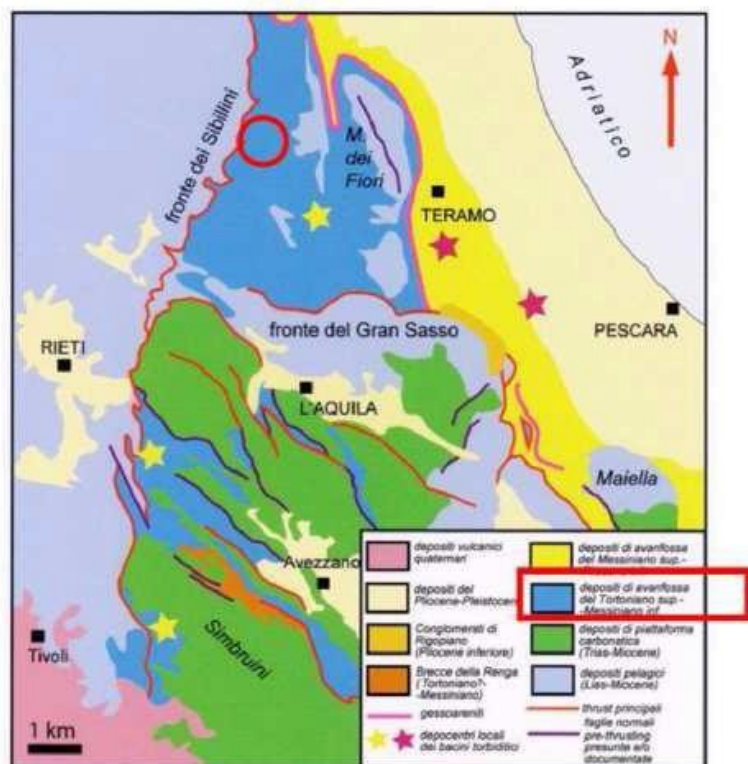 N
Adriatico
fronte dei Sibillini
M.
dei
Fiori
TERAMO
PESCARA
fronte del Gran Sasso
RIETI
L'AQUILA
Maiella
Avezzano
Simbruini
Tivoli
1 km
depositi vulcanici
quaternari
depositi del
Pliocene-Pleistocene
Conglomerati di
Rigopiano
(Pliocene inferiore)
Brecce della Renga
(Tortoniano?-
-Messiniano)
gessoareniti
depocentri locali
dei bacini torbiditici
depositi di avanfossa
del Messiniano sup.-
depositi di avanfossa
del Tortoniano sup.-
-Messiniano inf
depositi di piattaforma
carbonatica
(Trias-Miocene)
depositi pelagici
(Lias-Miocene)
thrust principali
faglie normali
pre-thrusting
presunte e/o
documentate